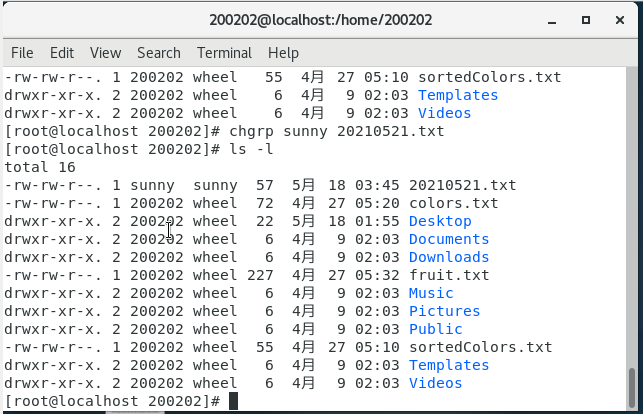 200202@localhost:/home/200202
File Edit View Search Terminal Help
-rw-rw-r--. 1 200202 wheel   55  4月  27 05:10 sortedColors.txt
drwxr-xr-x. 2 200202 wheel    6  4月   9 02:03 Templates
drwxr-xr-x. 2 200202 wheel    6  4月   9 02:03 Videos
[root@localhost 200202]# chgrp sunny 20210521.txt
[root@localhost 200202]# ls -l
total 16
-rw-rw-r--. 1 sunny  sunny  57  5月  18 03:45 20210521.txt
-rw-rw-r--. 1 200202 wheel  72  4月  27 05:20 colors.txt
drwxr-xr-x. 2 200202 wheel  22  5月  18 01:55 Desktop
drwxr-xr-x. 2 200202 wheel   6  4月   9 02:03 Documents
drwxr-xr-x. 2 200202 wheel   6  4月   9 02:03 Downloads
-rw-rw-r--. 1 200202 wheel 227  4月  27 05:32 fruit.txt
drwxr-xr-x. 2 200202 wheel   6  4月   9 02:03 Music
drwxr-xr-x. 2 200202 wheel   6  4月   9 02:03 Pictures
drwxr-xr-x. 2 200202 wheel   6  4月   9 02:03 Public
-rw-rw-r--. 1 200202 wheel  55  4月  27 05:10 sortedColors.txt
drwxr-xr-x. 2 200202 wheel   6  4月   9 02:03 Templates
drwxr-xr-x. 2 200202 wheel   6  4月   9 02:03 Videos
[root@localhost 200202]#